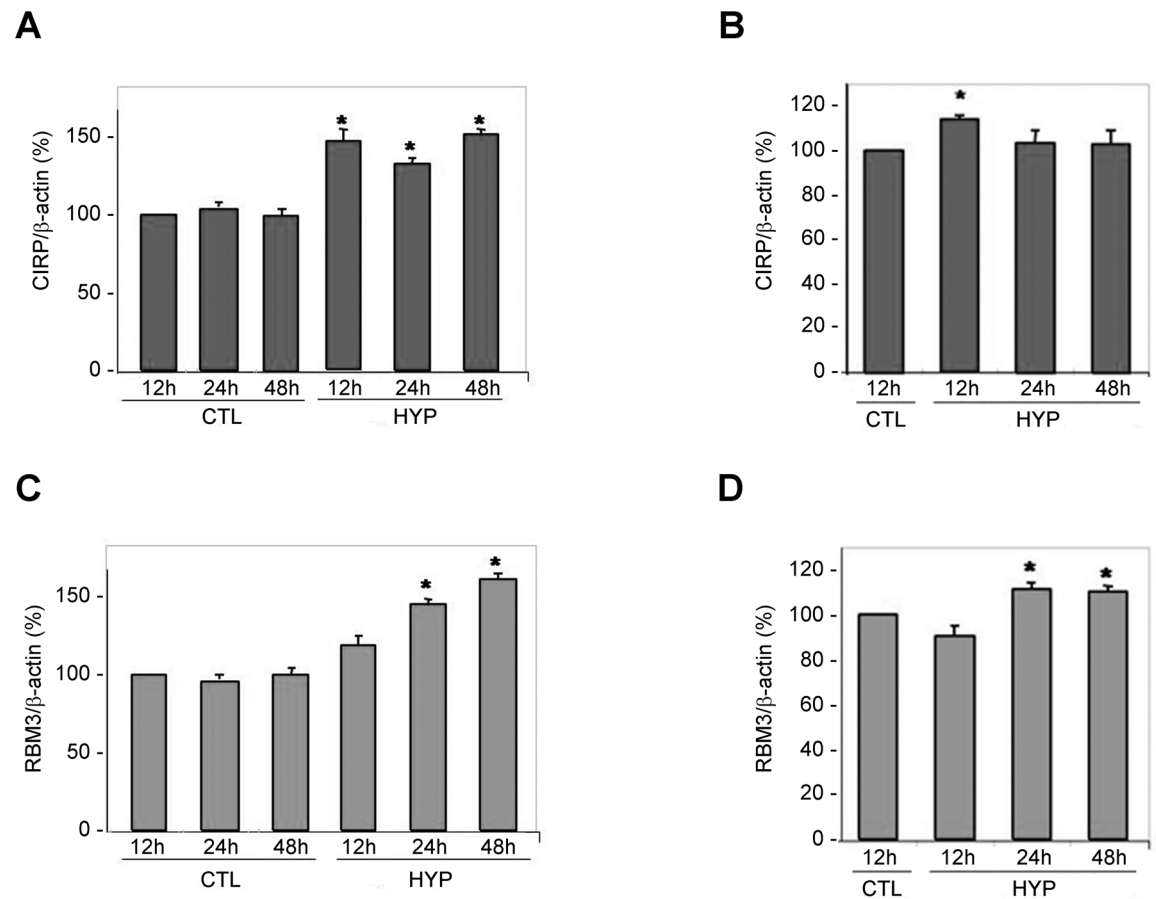 A
CIRP/β-actin (%)
150
100
50
0
* * *
12h 24h 48h 12h 24h 48h
CTL HYP
B
CIRP/β-actin (%)
120
100
80
60
40
20
0
*
12h 12h 24h 48h
CTL HYP
C
RBM3/β-actin (%)
150
100
50
0
* *
12h 24h 48h 12h 24h 48h
CTL HYP
D
RBM3/β-actin (%)
120
100
80
60
40
20
0
* *
12h 12h 24h 48h
CTL HYP